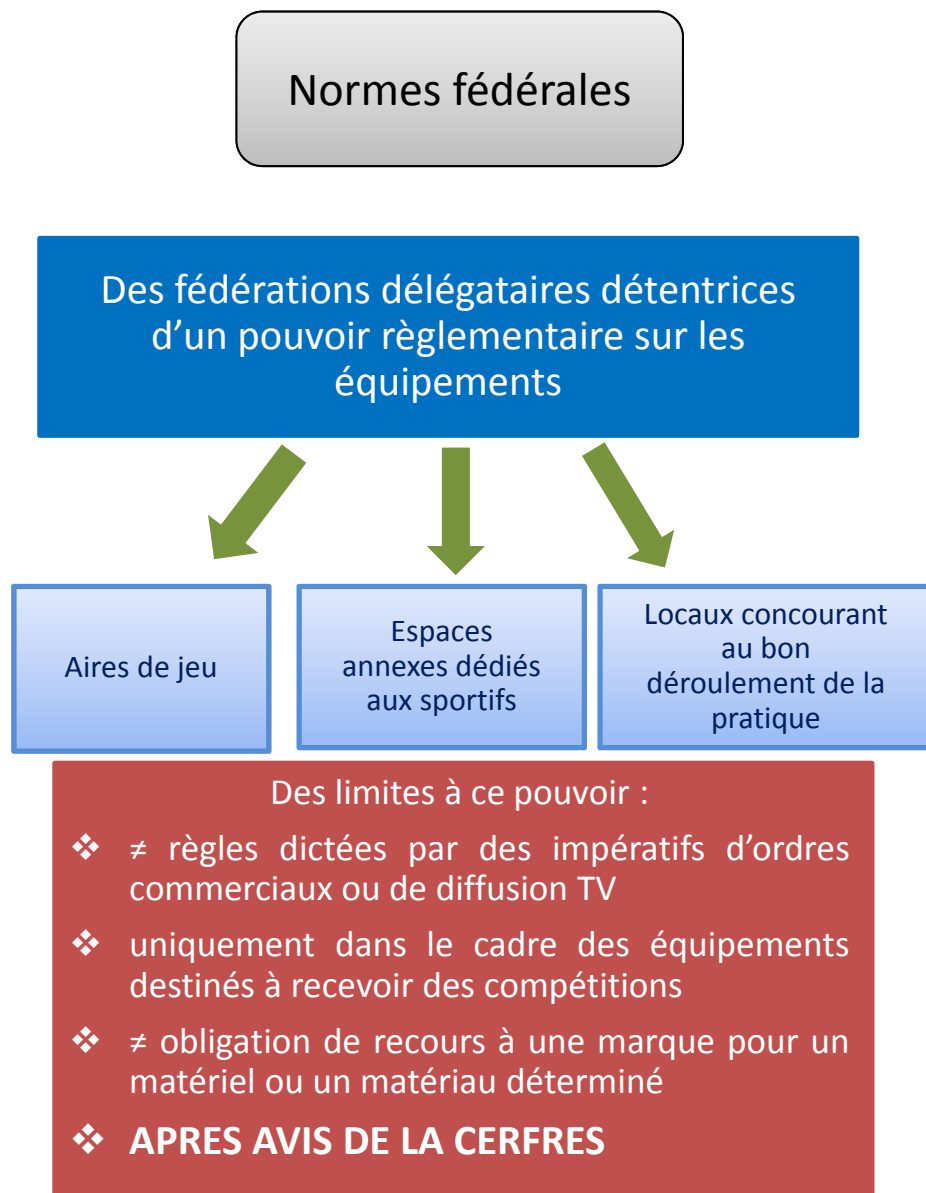 Normes fédérales
Des fédérations délégataires détentrices
d’un pouvoir règlementaire sur les
équipements
Aires de jeu
Espaces
annexes dédiés
aux sportifs
Locaux concourant
au bon
déroulement de la
pratique
Des limites à ce pouvoir :
❖ ≠ règles dictées par des impératifs d’ordres
commerciaux ou de diffusion TV
❖ uniquement dans le cadre des équipements
destinés à recevoir des compétitions
❖ ≠ obligation de recours à une marque pour un
matériel ou un matériau déterminé
❖ APRES AVIS DE LA CERFRES